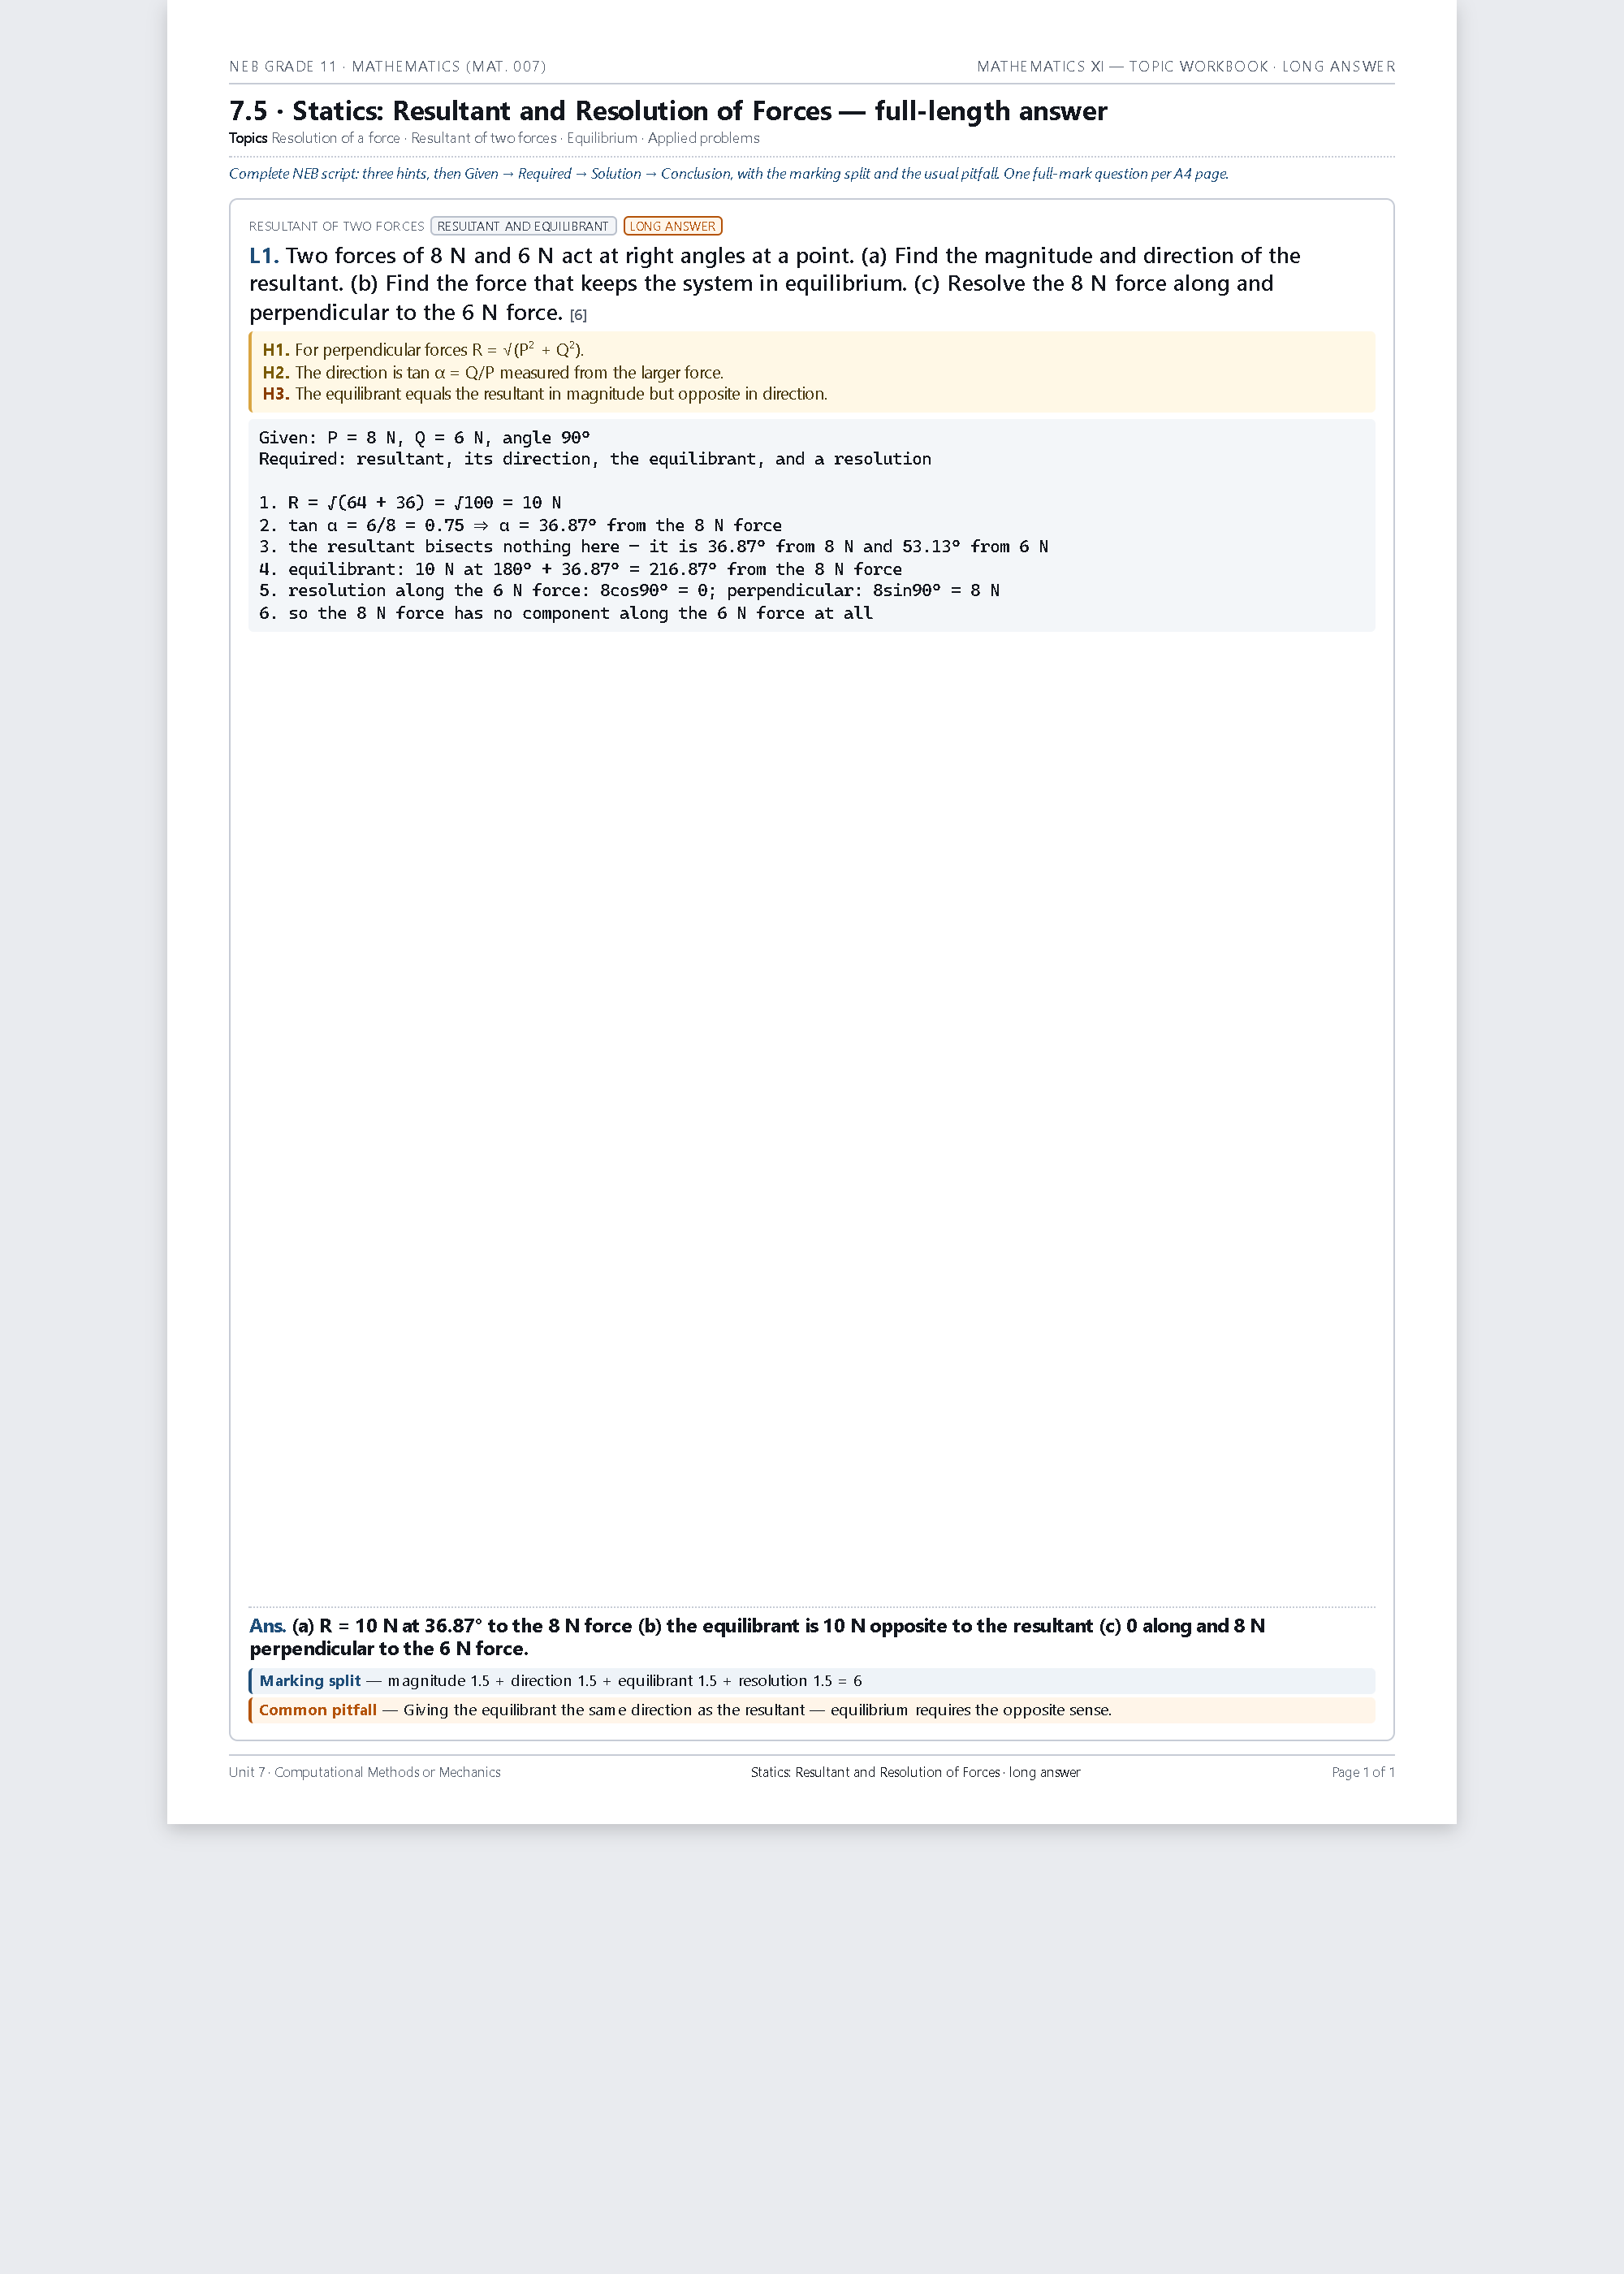 NEB GRADE 11 · MATHEMATICS (MAT. 007)
MATHEMATICS XI — TOPIC WORKBOOK · LONG ANSWER
7.5 · Statics: Resultant and Resolution of Forces — full-length answer
Topics Resolution of a force · Resultant of two forces · Equilibrium · Applied problems
Complete NEB script: three hints, then Given → Required → Solution → Conclusion, with the marking split and the usual pitfall. One full-mark question per A4 page.
RESULTANT OF TWO FORCES RESULTANT AND EQUILIBRANT LONG ANSWER
L1. Two forces of 8 N and 6 N act at right angles at a point. (a) Find the magnitude and direction of the
resultant. (b) Find the force that keeps the system in equilibrium. (c) Resolve the 8 N force along and
perpendicular to the 6 N force. [6]
H1. For perpendicular forces R = √(P² + Q²).
H2. The direction is tan α = Q/P measured from the larger force.
H3. The equilibrant equals the resultant in magnitude but opposite in direction.
Given: P = 8 N, Q = 6 N, angle 90°
Required: resultant, its direction, the equilibrant, and a resolution
1. R = √(64 + 36) = √100 = 10 N
2. tan α = 6/8 = 0.75 ⇒ α = 36.87° from the 8 N force
3. the resultant bisects nothing here — it is 36.87° from 8 N and 53.13° from 6 N
4. equilibrant: 10 N at 180° + 36.87° = 216.87° from the 8 N force
5. resolution along the 6 N force: 8cos90° = 0; perpendicular: 8sin90° = 8 N
6. so the 8 N force has no component along the 6 N force at all
Ans. (a) R = 10 N at 36.87° to the 8 N force (b) the equilibrant is 10 N opposite to the resultant (c) 0 along and 8 N
perpendicular to the 6 N force.
Marking split — magnitude 1.5 + direction 1.5 + equilibrant 1.5 + resolution 1.5 = 6
Common pitfall — Giving the equilibrant the same direction as the resultant — equilibrium requires the opposite sense.
Unit 7 · Computational Methods or Mechanics
Statics: Resultant and Resolution of Forces · long answer
Page 1 of 1